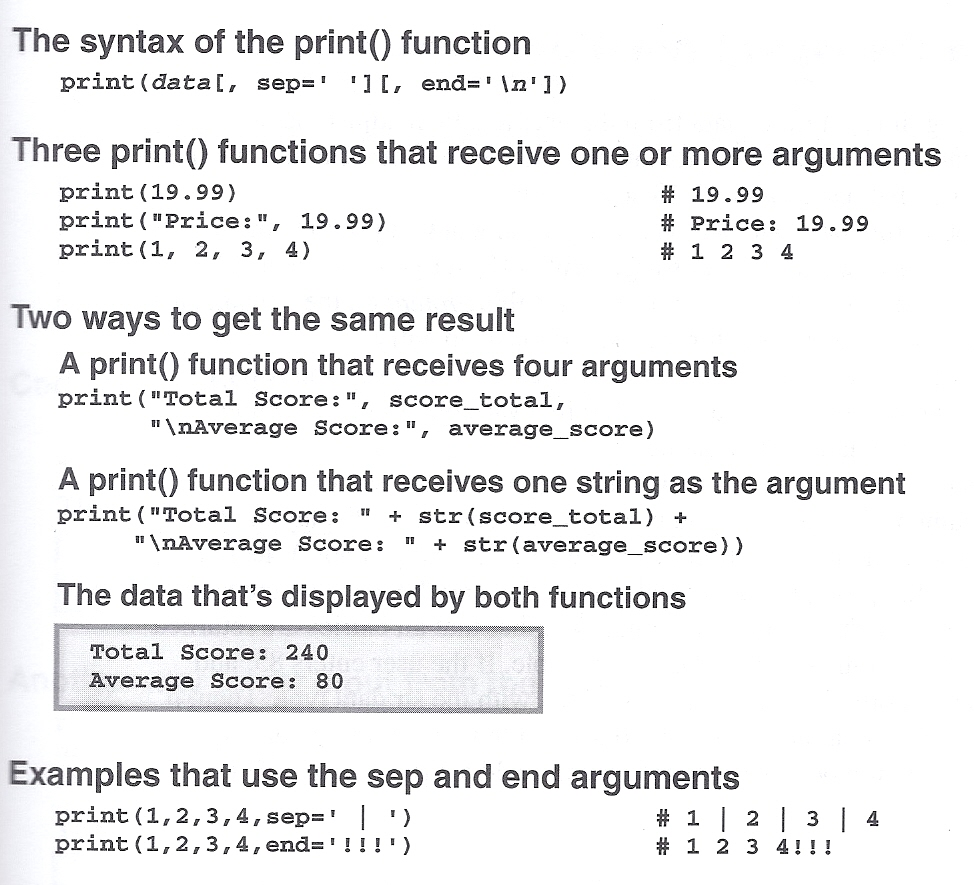 The syntax of the print() function
print(data[, sep=' '][, end='\n'])
Three print() functions that receive one or more arguments
print(19.99) # 19.99
print("Price:", 19.99) # Price: 19.99
print(1, 2, 3, 4) # 1 2 3 4
Two ways to get the same result
A print() function that receives four arguments
print("Total Score:", score_total,
"\nAverage Score:", average_score)
A print() function that receives one string as the argument
print("Total Score: " + str(score_total) +
"\nAverage Score: " + str(average_score))
The data that's displayed by both functions
Total Score: 240
Average Score: 80
Examples that use the sep and end arguments
print(1,2,3,4,sep=' | ') # 1 | 2 | 3 | 4
print(1,2,3,4,end='!!!') # 1 2 3 4!!!